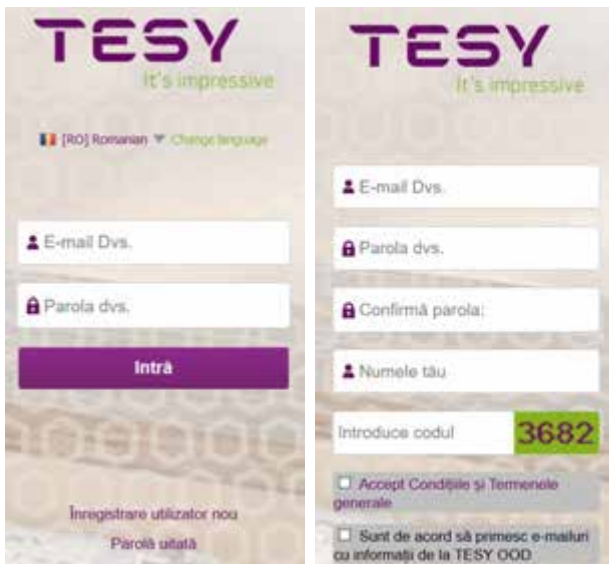 TESY
It's impressive
[RO] Romanian Change language
E-mail Dvs.
Parola dvs.
Intră
Înregistrare utilizator nou
Parolă uitată
TESY
It's impressive
E-mail Dvs.
Parola dvs.
Confirmă parola:
Numele tău
Introduce codul 3682
Accept Condițiile și Termenele
generale
Sunt de acord să primesc e-mailuri
cu informații de la TESY OOD